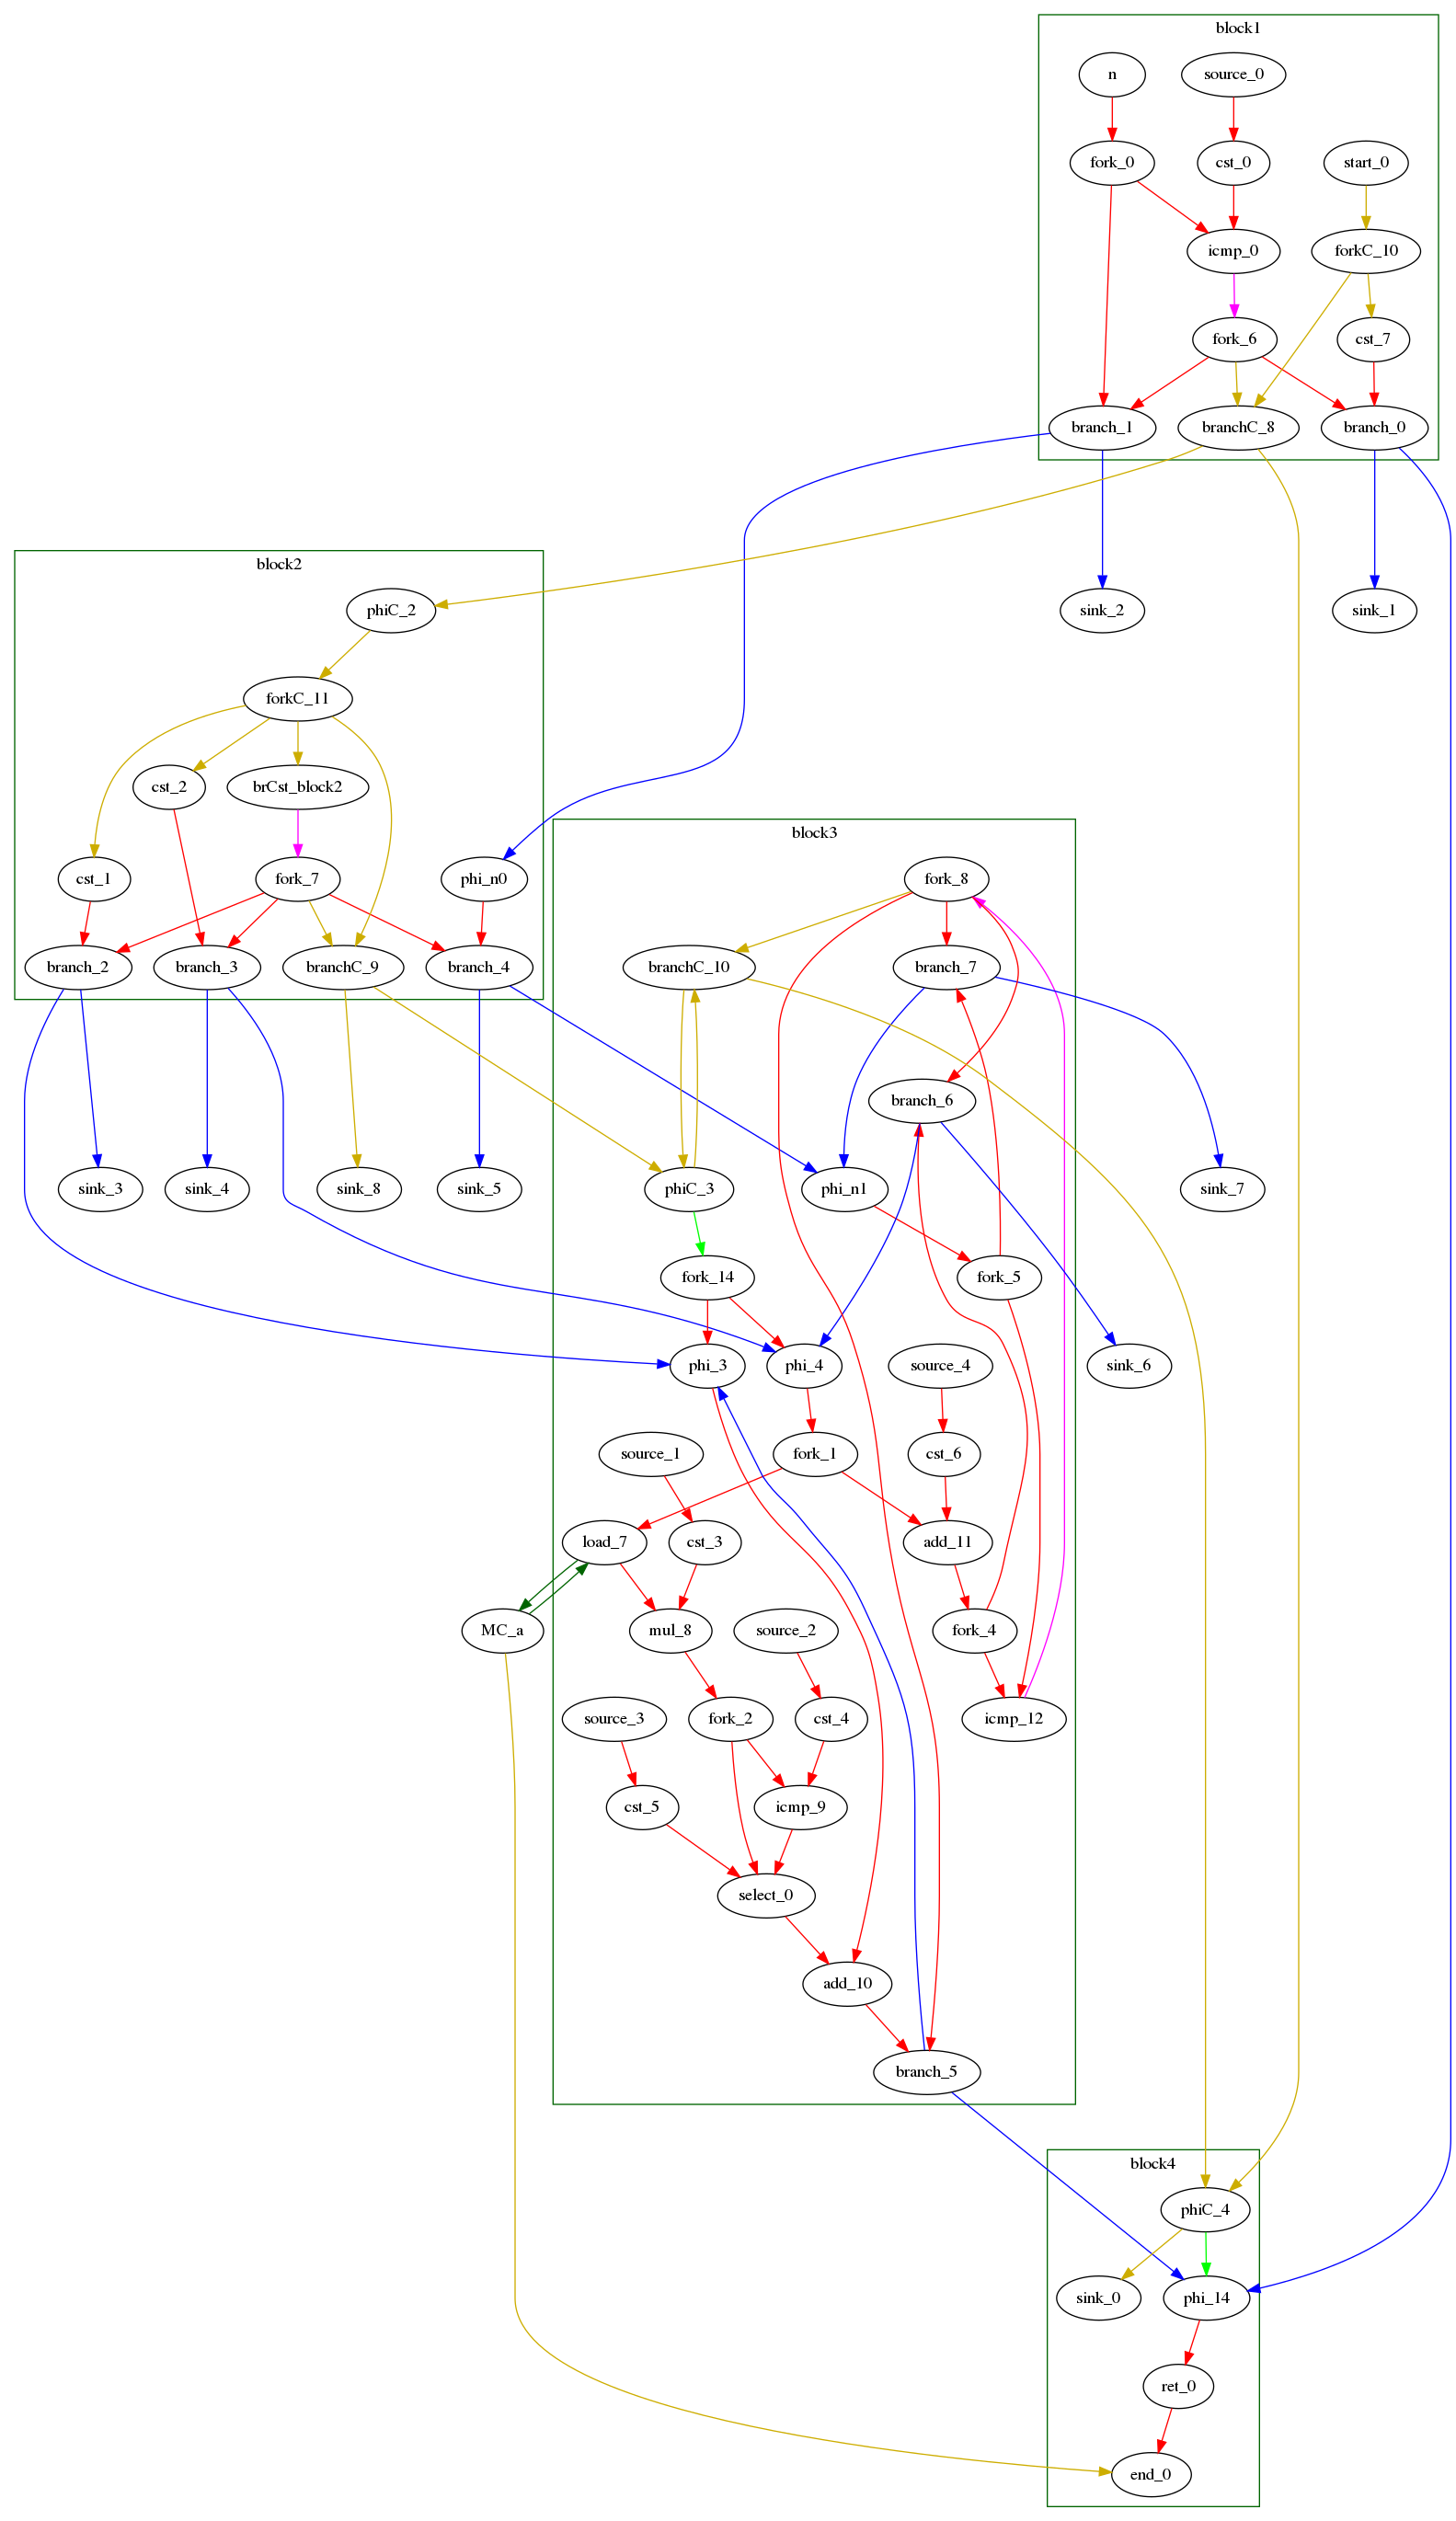 block1
n
source_0
fork_0
cst_0
start_0
icmp_0
forkC_10
fork_6
cst_7
branch_1
branchC_8
branch_0
block2
phiC_2
sink_2
sink_1
forkC_11
cst_2
brCst_block2
block3
cst_1
fork_7
phi_n0
fork_8
branch_2
branch_3
branchC_9
branch_4
branchC_10
branch_7
branch_6
sink_3
sink_4
sink_8
sink_5
phiC_3
phi_n1
sink_7
fork_14
fork_5
phi_3
phi_4
source_4
sink_6
source_1
fork_1
cst_6
load_7
cst_3
add_11
MC_a
mul_8
source_2
fork_4
source_3
fork_2
cst_4
icmp_12
cst_5
icmp_9
select_0
add_10
branch_5
block4
phiC_4
sink_0
phi_14
ret_0
end_0